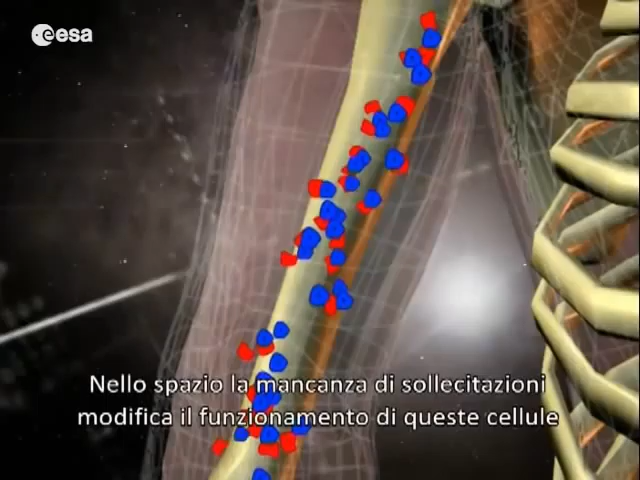 esa
Nello spazio la mancanza di sollecitazioni
modifica il funzionamento di queste cellule